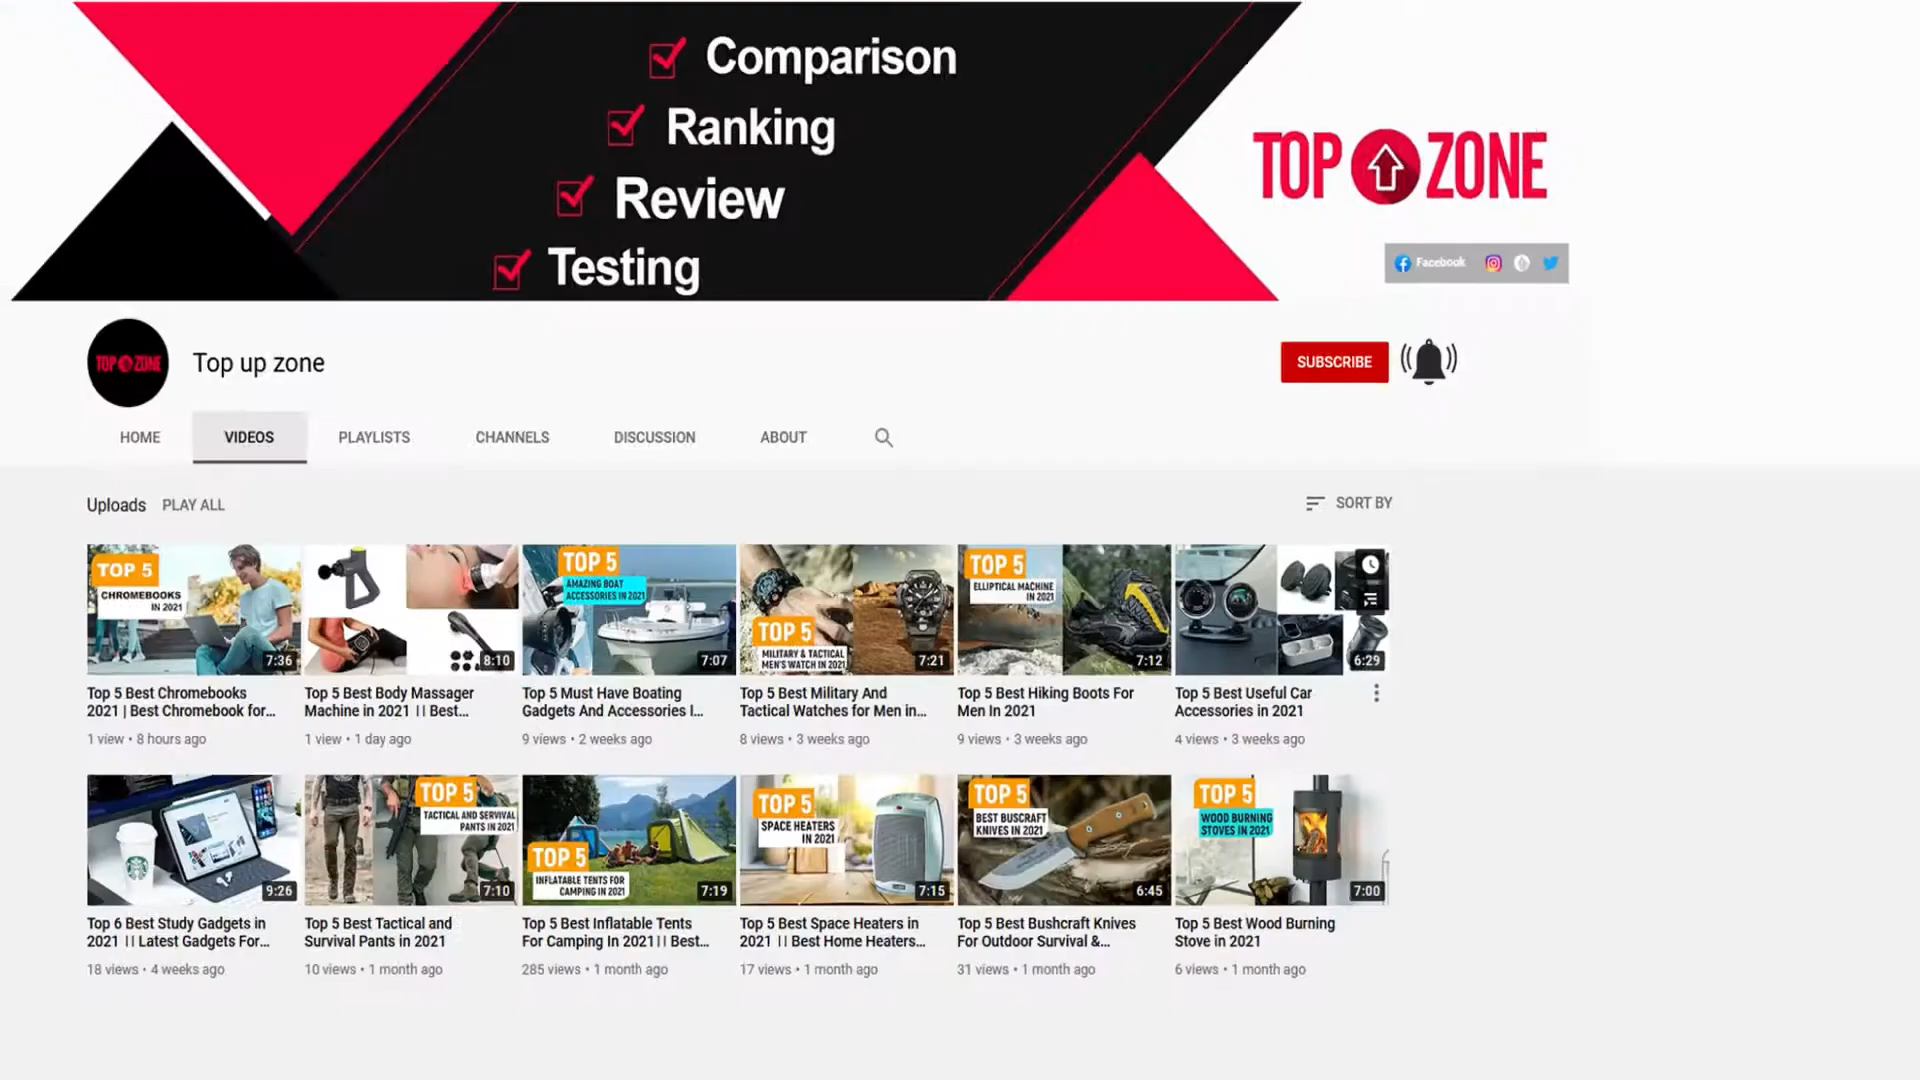 Comparison
Ranking
Review
Testing
TOP ZONE
Facebook
TOP ZONE
Top up zone
SUBSCRIBE
HOME VIDEOS PLAYLISTS CHANNELS DISCUSSION ABOUT
Uploads PLAY ALL
SORT BY
TOP 5
CHROMEBOOKS
IN 2021
7:36
8:10
TOP 5
AMAZING BOAT
ACCESSORIES IN 2021
7:07
TOP 5
MILITARY & TACTICAL
MEN'S WATCH IN 2021
7:21
TOP 5
ELLIPTICAL MACHINE
IN 2021
7:12
6:29
Top 5 Best Chromebooks
2021 | Best Chromebook for...
1 view • 8 hours ago
Top 5 Best Body Massager
Machine in 2021 || Best...
1 view • 1 day ago
Top 5 Must Have Boating
Gadgets And Accessories I...
9 views • 2 weeks ago
Top 5 Best Military And
Tactical Watches for Men in...
8 views • 3 weeks ago
Top 5 Best Hiking Boots For
Men In 2021
9 views • 3 weeks ago
Top 5 Best Useful Car
Accessories in 2021
4 views • 3 weeks ago
9:26
TOP 5
TACTICAL AND SERVIVAL
PANTS IN 2021
7:10
TOP 5
INFLATABLE TENTS FOR
CAMPING IN 2021
7:19
TOP 5
SPACE HEATERS
IN 2021
7:15
TOP 5
BEST BUSCRAFT
KNIVES IN 2021
6:45
TOP 5
WOOD BURNING
STOVES IN 2021
7:00
Top 6 Best Study Gadgets in
2021 || Latest Gadgets For...
18 views • 4 weeks ago
Top 5 Best Tactical and
Survival Pants in 2021
10 views • 1 month ago
Top 5 Best Inflatable Tents
For Camping In 2021|| Best...
285 views • 1 month ago
Top 5 Best Space Heaters in
2021 || Best Home Heaters...
17 views • 1 month ago
Top 5 Best Bushcraft Knives
For Outdoor Survival &...
31 views • 1 month ago
Top 5 Best Wood Burning
Stove in 2021
6 views • 1 month ago